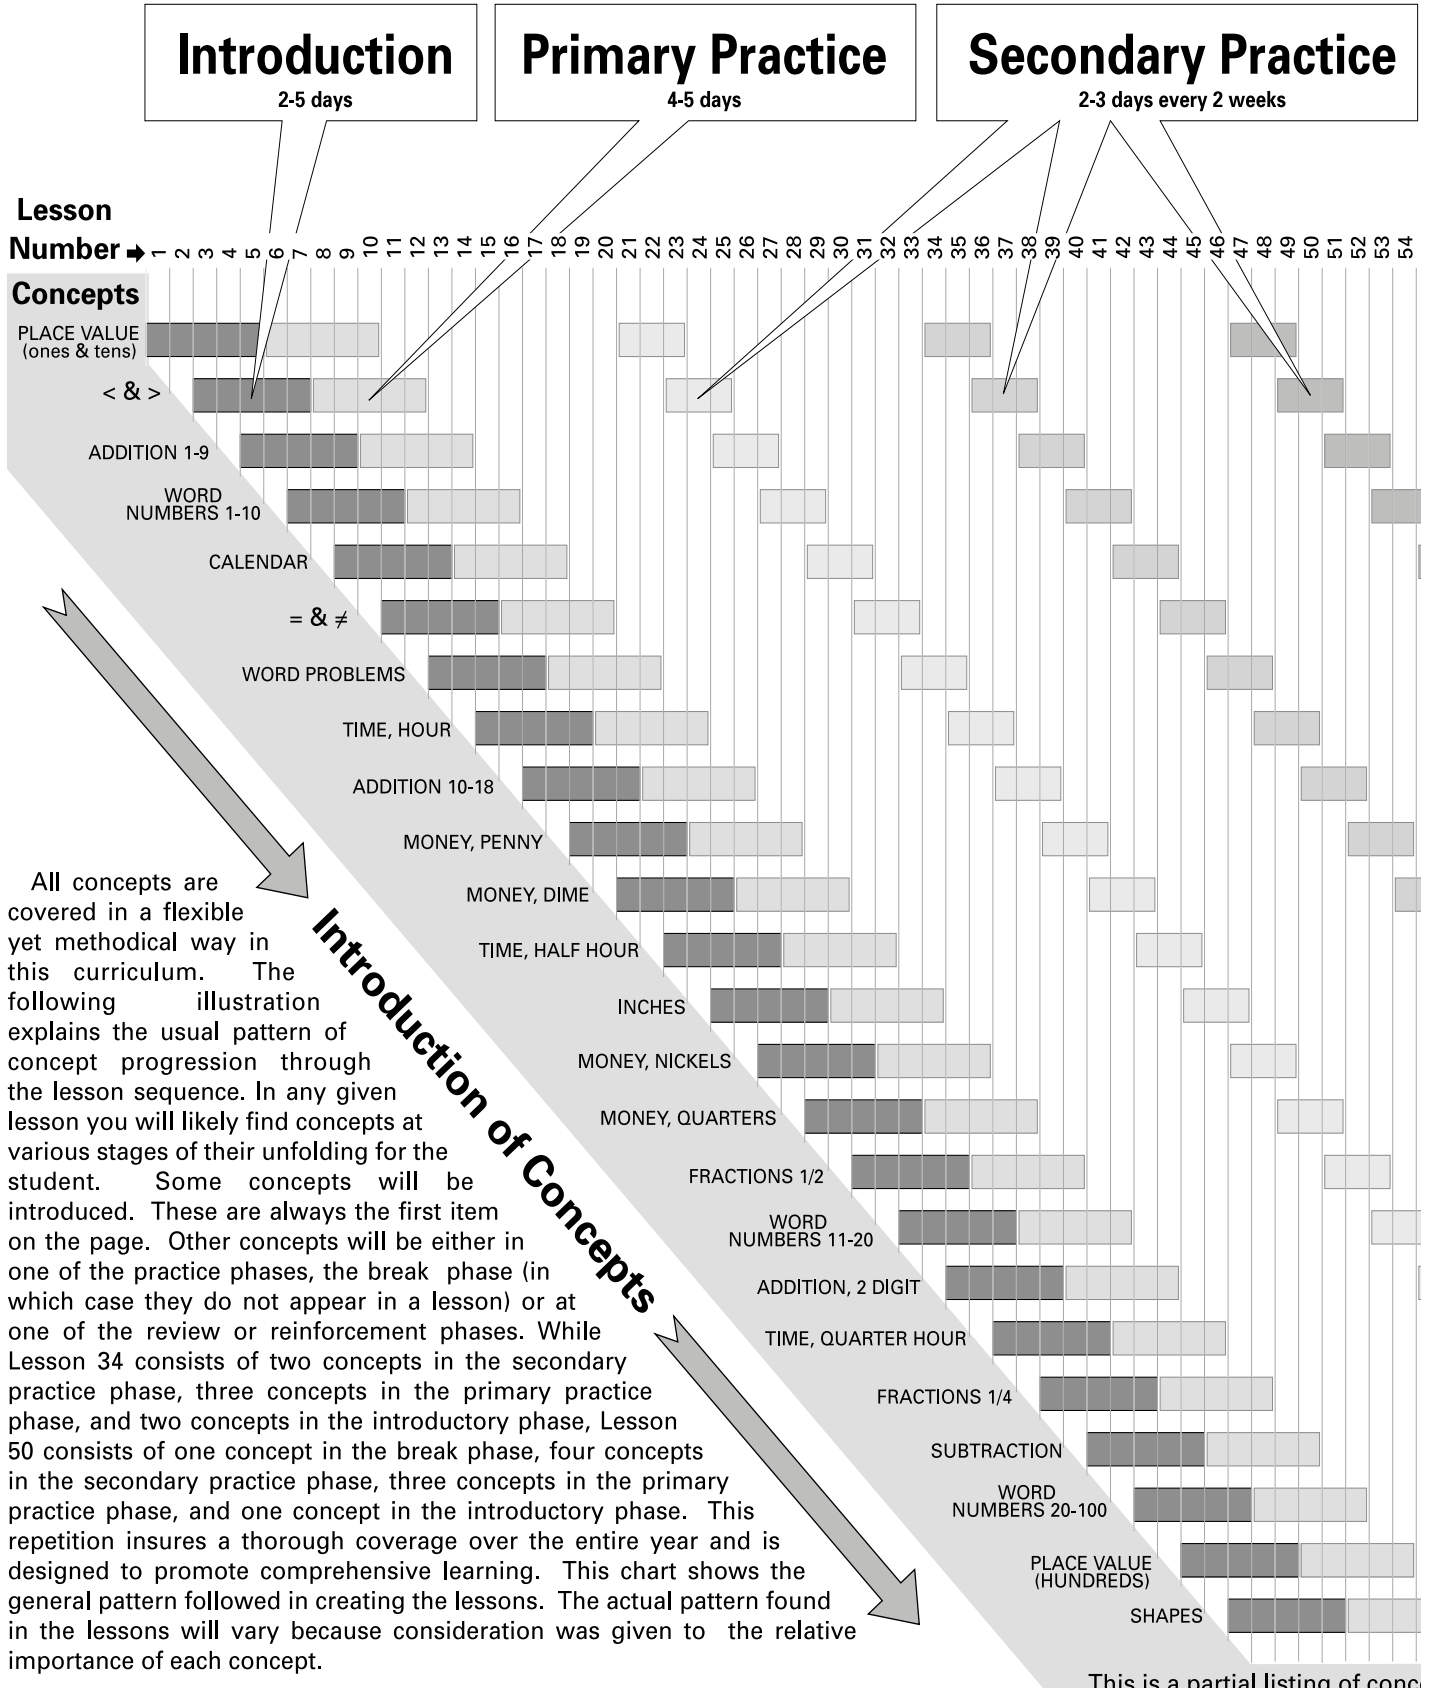 Introduction
2-5 days
Primary Practice
4-5 days
Secondary Practice
2-3 days every 2 weeks
Lesson
Number
1 2 3 4 5 6 7 8 9 10 11 12 13 14 15 16 17 18 19 20 21 22 23 24 25 26 27 28 29 30 31 32 33 34 35 36 37 38 39 40 41 42 43 44 45 46 47 48 49 50 51 52 53 54
Concepts
PLACE VALUE
(ones & tens)
< & >
ADDITION 1-9
WORD
NUMBERS 1-10
CALENDAR
= & ≠
WORD PROBLEMS
TIME, HOUR
ADDITION 10-18
MONEY, PENNY
MONEY, DIME
TIME, HALF HOUR
INCHES
MONEY, NICKELS
MONEY, QUARTERS
FRACTIONS 1/2
WORD
NUMBERS 11-20
ADDITION, 2 DIGIT
TIME, QUARTER HOUR
FRACTIONS 1/4
SUBTRACTION
WORD
NUMBERS 20-100
PLACE VALUE
(HUNDREDS)
SHAPES
Introduction of Concepts
All concepts are
covered in a flexible
yet methodical way in
this curriculum. The
following illustration
explains the usual pattern of
concept progression through
the lesson sequence. In any given
lesson you will likely find concepts at
various stages of their unfolding for the
student. Some concepts will be
introduced. These are always the first item
on the page. Other concepts will be either in
one of the practice phases, the break phase (in
which case they do not appear in a lesson) or at
one of the review or reinforcement phases. While
Lesson 34 consists of two concepts in the secondary
practice phase, three concepts in the primary practice
phase, and two concepts in the introductory phase, Lesson
50 consists of one concept in the break phase, four concepts
in the secondary practice phase, three concepts in the primary
practice phase, and one concept in the introductory phase. This
repetition insures a thorough coverage over the entire year and is
designed to promote comprehensive learning. This chart shows the
general pattern followed in creating the lessons. The actual pattern found
in the lessons will vary because consideration was given to the relative
importance of each concept.
This is a partial listing of conc